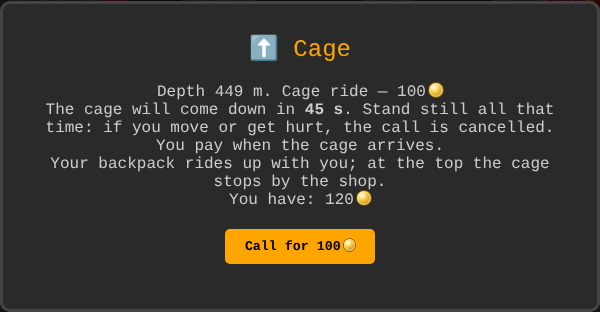 ⬆️ Cage
Depth 449 m. Cage ride — 100🪙
The cage will come down in 45 s. Stand still all that
time: if you move or get hurt, the call is cancelled.
You pay when the cage arrives.
Your backpack rides up with you; at the top the cage
stops by the shop.
You have: 120🪙
Call for 100🪙